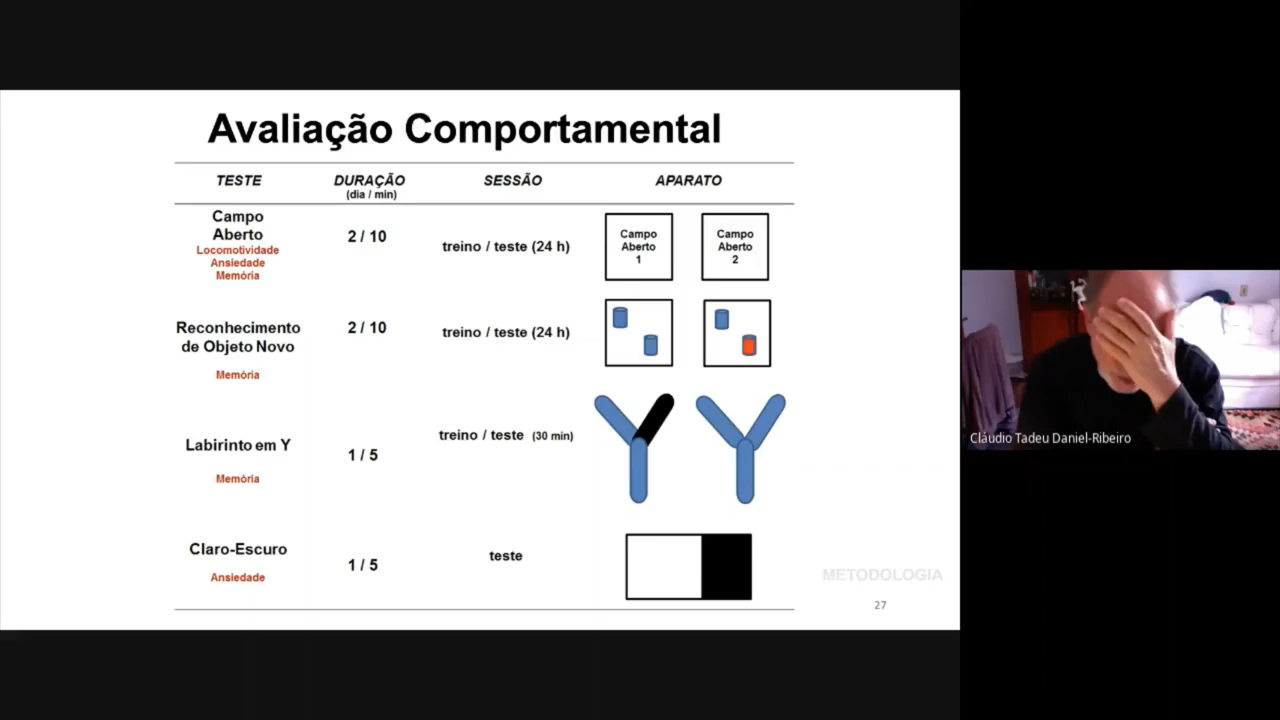 Avaliação Comportamental
TESTE DURAÇÃO SESSÃO APARATO
(dia / min)
Campo
Aberto
Locomotividade
Ansiedade
Memória
2 / 10
treino / teste (24 h)
Campo
Aberto
1
Campo
Aberto
2
Reconhecimento
de Objeto Novo
Memória
2 / 10
treino / teste (24 h)
Labirinto em Y
Memória
1 / 5
treino / teste (30 min)
Claro-Escuro
Ansiedade
1 / 5
teste
METODOLOGIA
27
Cláudio Tadeu Daniel-Ribeiro